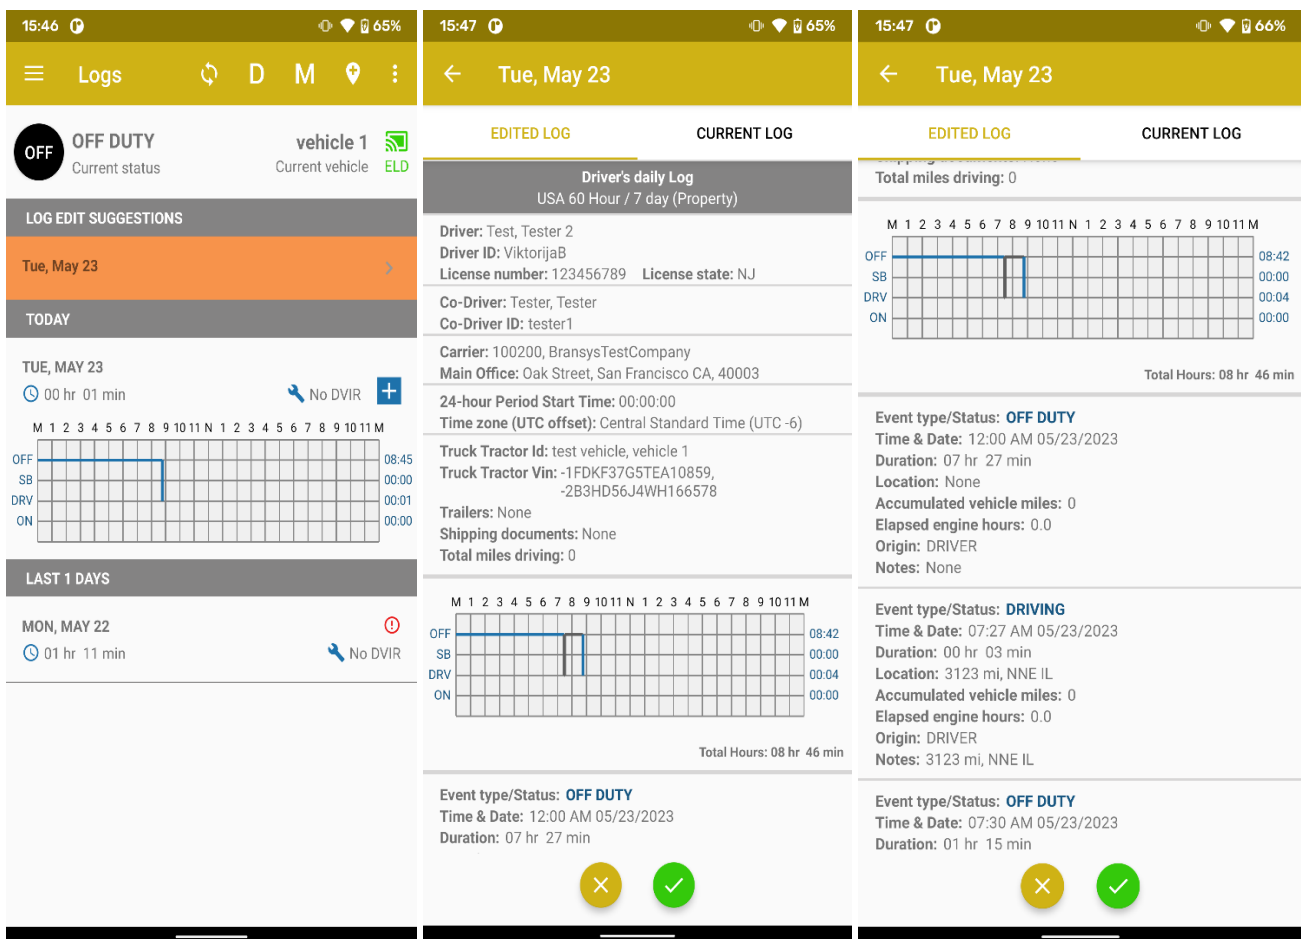 15:46 65%
Logs D M
OFF OFF DUTY vehicle 1
Current status Current vehicle ELD
LOG EDIT SUGGESTIONS
Tue, May 23
TODAY
TUE, MAY 23
00 hr 01 min No DVIR
M 1 2 3 4 5 6 7 8 9 10 11 N 1 2 3 4 5 6 7 8 9 10 11 M
OFF 08:45
SB 00:00
DRV 00:01
ON 00:00
LAST 1 DAYS
MON, MAY 22
01 hr 11 min No DVIR
15:47 65%
Tue, May 23
EDITED LOG CURRENT LOG
Driver's daily Log
USA 60 Hour / 7 day (Property)
Driver: Test, Tester 2
Driver ID: ViktorijaB
License number: 123456789 License state: NJ
Co-Driver: Tester, Tester
Co-Driver ID: tester1
Carrier: 100200, BransysTestCompany
Main Office: Oak Street, San Francisco CA, 40003
24-hour Period Start Time: 00:00:00
Time zone (UTC offset): Central Standard Time (UTC -6)
Truck Tractor Id: test vehicle, vehicle 1
Truck Tractor Vin: -1FDKF37G5TEA10859,
-2B3HD56J4WH166578
Trailers: None
Shipping documents: None
Total miles driving: 0
M 1 2 3 4 5 6 7 8 9 10 11 N 1 2 3 4 5 6 7 8 9 10 11 M
OFF 08:42
SB 00:00
DRV 00:04
ON 00:00
Total Hours: 08 hr 46 min
Event type/Status: OFF DUTY
Time & Date: 12:00 AM 05/23/2023
Duration: 07 hr 27 min
15:47 66%
Tue, May 23
EDITED LOG CURRENT LOG
Total miles driving: 0
M 1 2 3 4 5 6 7 8 9 10 11 N 1 2 3 4 5 6 7 8 9 10 11 M
OFF 08:42
SB 00:00
DRV 00:04
ON 00:00
Total Hours: 08 hr 46 min
Event type/Status: OFF DUTY
Time & Date: 12:00 AM 05/23/2023
Duration: 07 hr 27 min
Location: None
Accumulated vehicle miles: 0
Elapsed engine hours: 0.0
Origin: DRIVER
Notes: None
Event type/Status: DRIVING
Time & Date: 07:27 AM 05/23/2023
Duration: 00 hr 03 min
Location: 3123 mi, NNE IL
Accumulated vehicle miles: 0
Elapsed engine hours: 0.0
Origin: DRIVER
Notes: 3123 mi, NNE IL
Event type/Status: OFF DUTY
Time & Date: 07:30 AM 05/23/2023
Duration: 01 hr 15 min